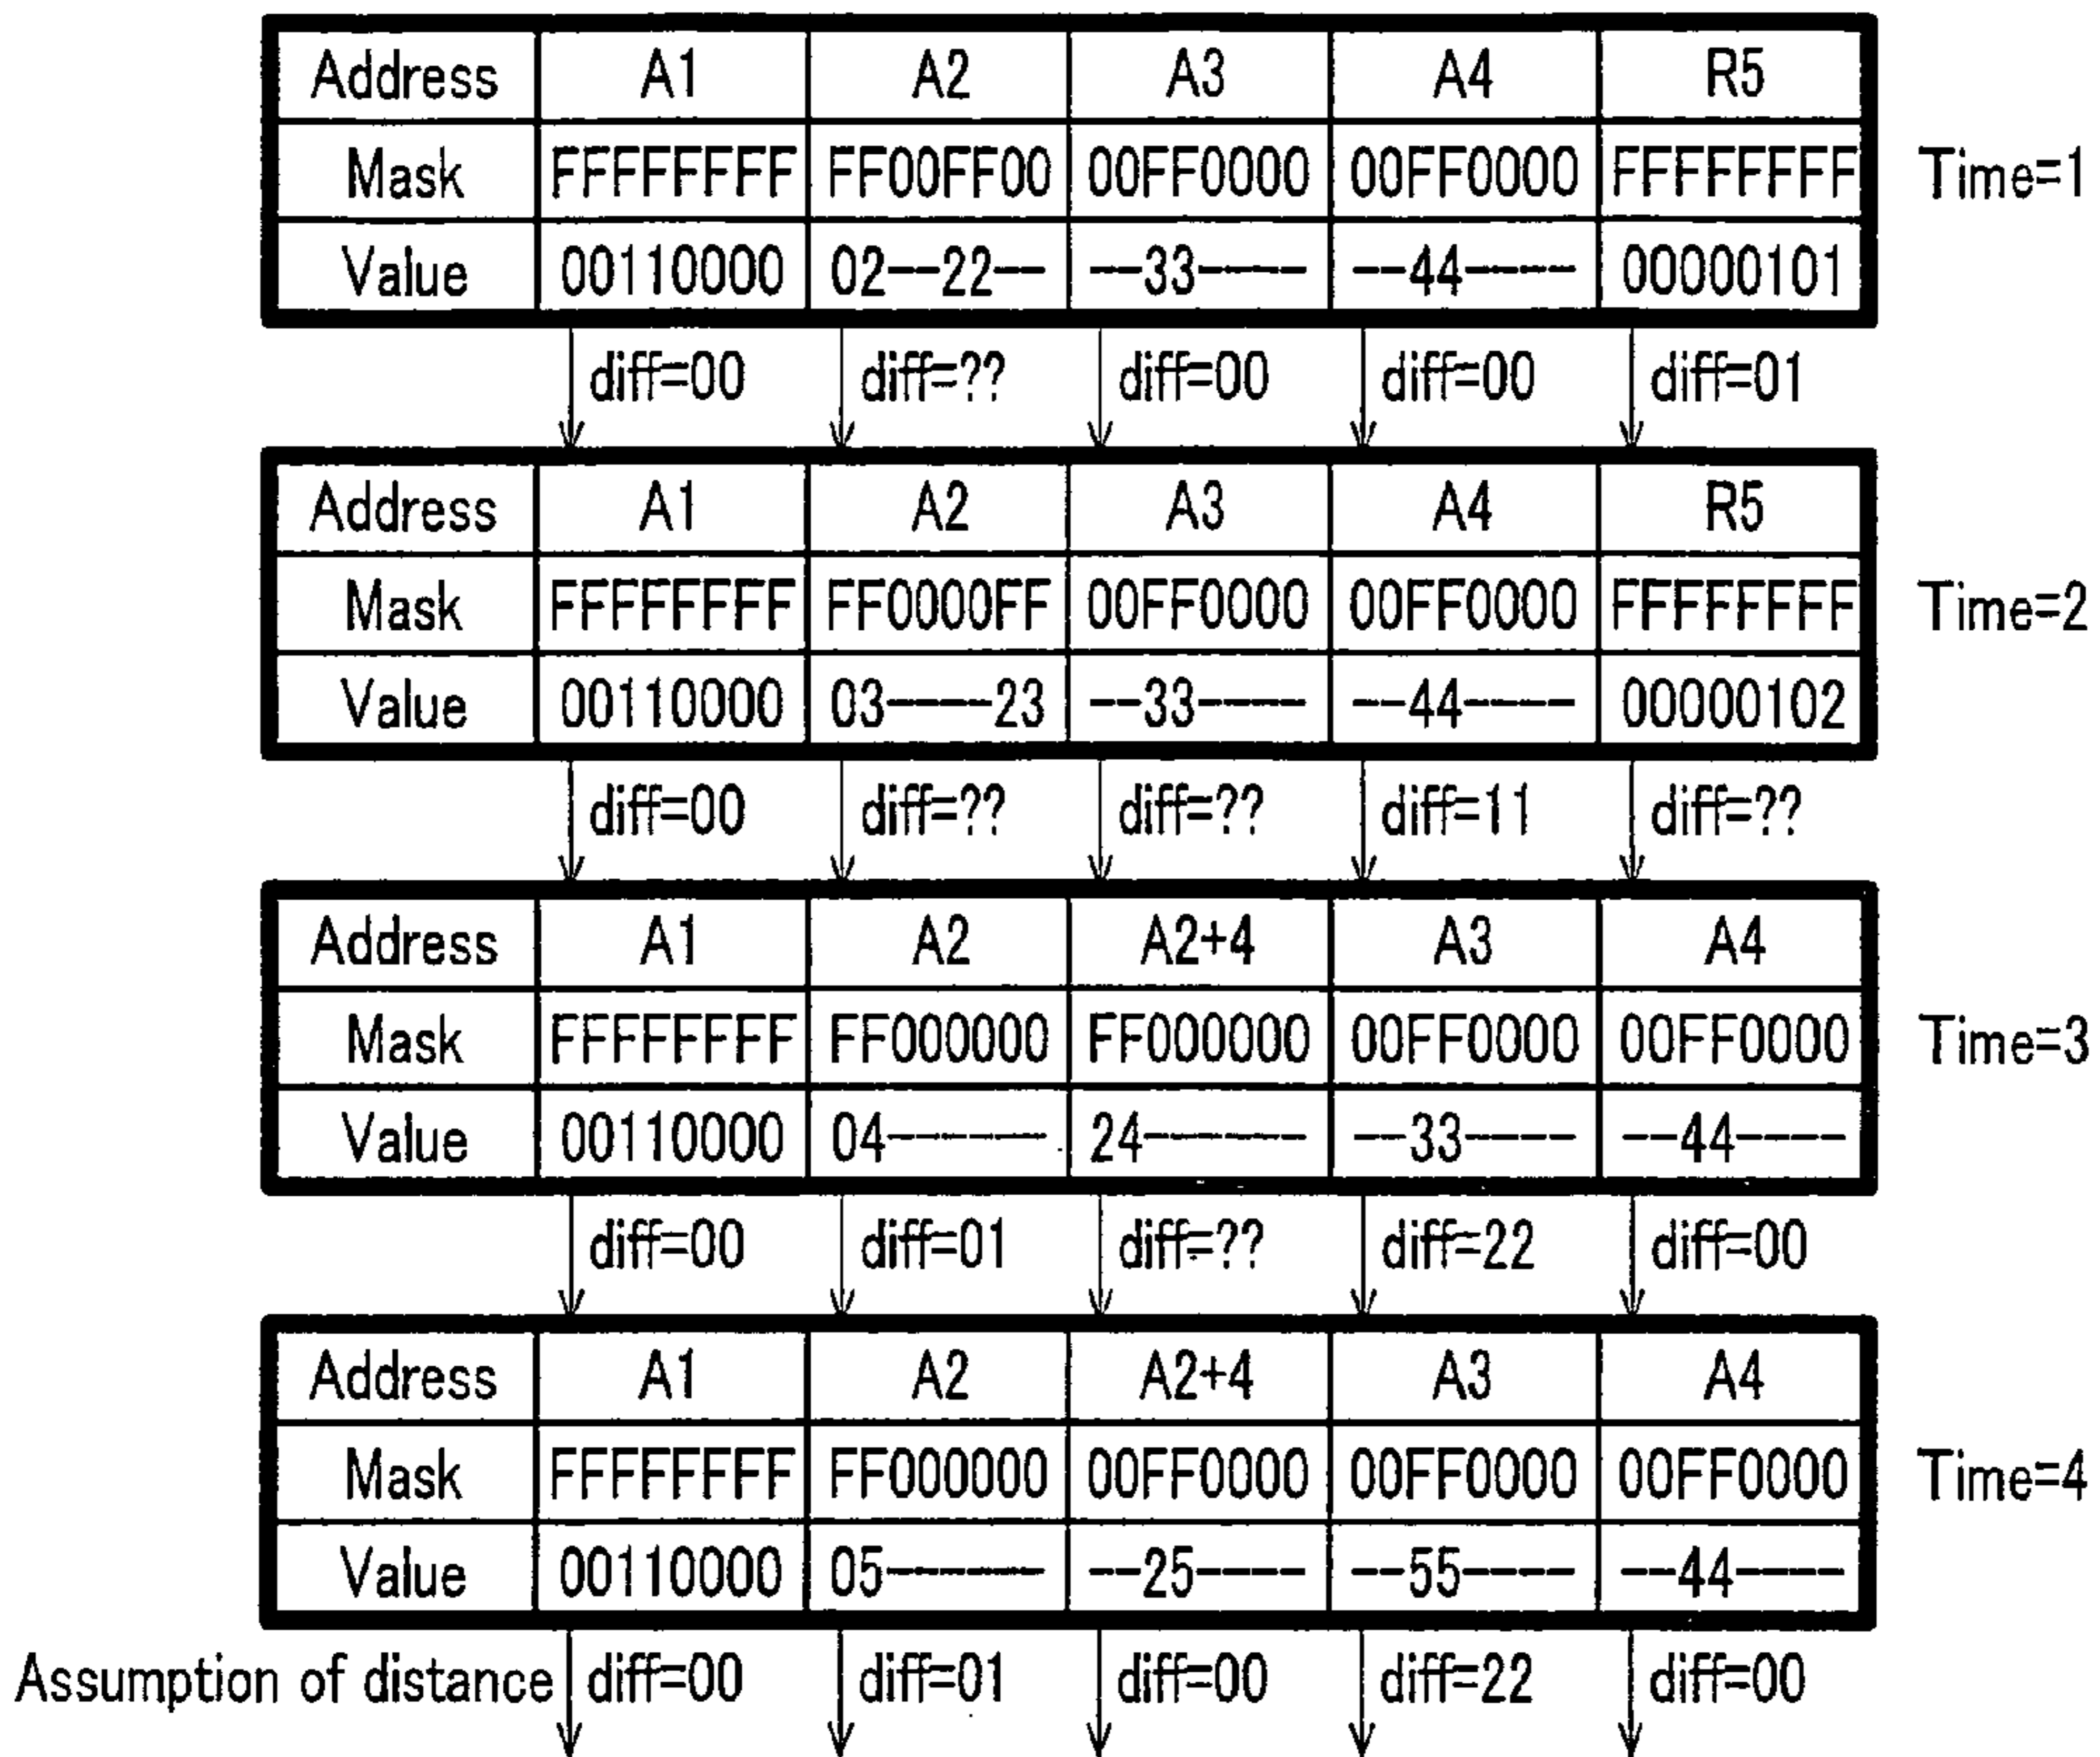 Address A1 A2 A3 A4 R5
Mask FFFFFFFF FF00FF00 00FF0000 00FF0000 FFFFFFFF Time=1
Value 00110000 02--22-- --33---- --44---- 00000101
diff=00 diff=?? diff=00 diff=00 diff=01
Address A1 A2 A3 A4 R5
Mask FFFFFFFF FF0000FF 00FF0000 00FF0000 FFFFFFFF Time=2
Value 00110000 03----23 --33---- --44---- 00000102
diff=00 diff=?? diff=?? diff=11 diff=??
Address A1 A2 A2+4 A3 A4
Mask FFFFFFFF FF000000 FF000000 00FF0000 00FF0000 Time=3
Value 00110000 04------ 24------ --33---- --44----
diff=00 diff=01 diff=?? diff=22 diff=00
Address A1 A2 A2+4 A3 A4
Mask FFFFFFFF FF000000 00FF0000 00FF0000 00FF0000 Time=4
Value 00110000 05------ --25---- --55---- --44----
Assumption of distance diff=00 diff=01 diff=00 diff=22 diff=00